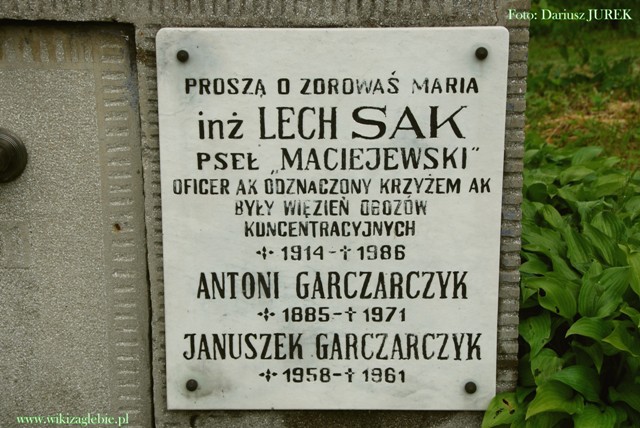 Foto: Dariusz JUREK
PROSZĄ O ZDROWAŚ MARIA
inż LECH SAK
PSEŁ „MACIEJEWSKI"
OFICER AK ODZNACZONY KRZYŻEM AK
BYŁY WIĘZIEŃ OBOZÓW
KONCENTRACYJNYCH
1914-†1986
ANTONI GARCZARCZYK
1885-†1971
JANUSZEK GARCZARCZYK
1958-†1961
www.wikizaglebie.pl